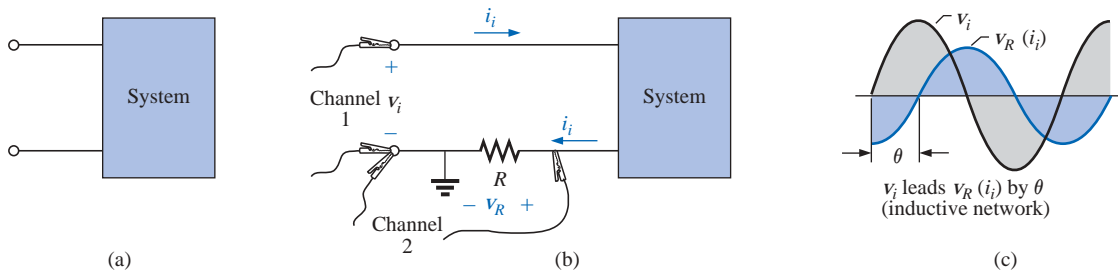 System
(a)
i_i
+
Channel v_i
1
−
i_i
R
− v_R +
Channel
2
System
(b)
v_i
v_R (i_i)
θ
v_i leads v_R (i_i) by θ
(inductive network)
(c)